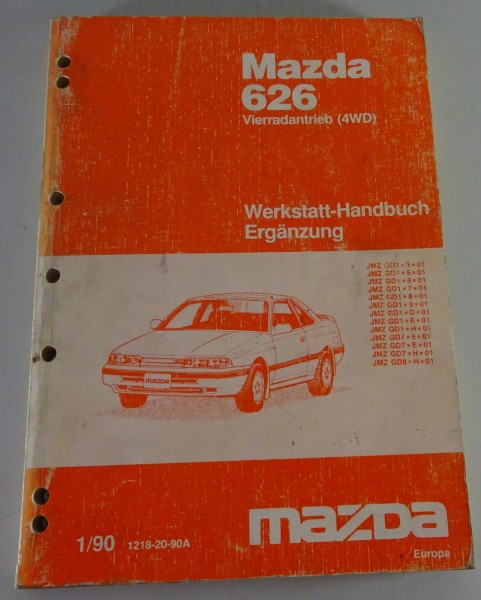 Mazda
626
Vierradantrieb (4WD)
Werkstatt-Handbuch
Ergänzung
JMZ GD1∗5∗01
JMZ GD1∗6∗01
JMZ GD1∗7∗01
JMZ GD1∗8∗01
JMZ GD1∗9∗01
JMZ GD1∗D∗01
JMZ GD1∗E∗01
JMZ GD1∗H∗01
JMZ GD7∗5∗01
JMZ GD7∗E∗01
JMZ GD7∗H∗01
JMZ GD8∗H∗01
mazda
1/90 1218-20-90A
mazda
Europa